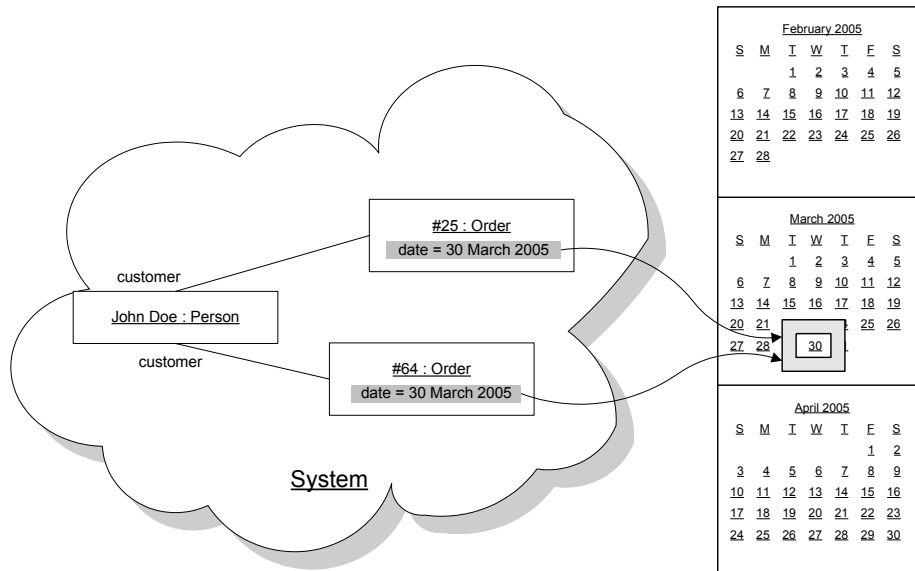 #25 : Order
date = 30 March 2005
customer
John Doe : Person
customer
#64 : Order
date = 30 March 2005
System
February 2005
S M T W T F S
1 2 3 4 5
6 7 8 9 10 11 12
13 14 15 16 17 18 19
20 21 22 23 24 25 26
27 28
March 2005
S M T W T F S
1 2 3 4 5
6 7 8 9 10 11 12
13 14 15 16 17 18 19
20 21 25 26
27 28 30
April 2005
S M T W T F S
1 2
3 4 5 6 7 8 9
10 11 12 13 14 15 16
17 18 19 20 21 22 23
24 25 26 27 28 29 30